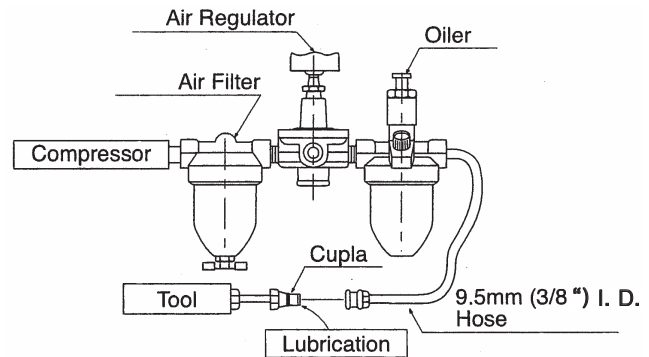 Air Regulator
Oiler
Air Filter
Compressor
Cupla
Tool
9.5mm (3/8 “) I. D.
Hose
Lubrication